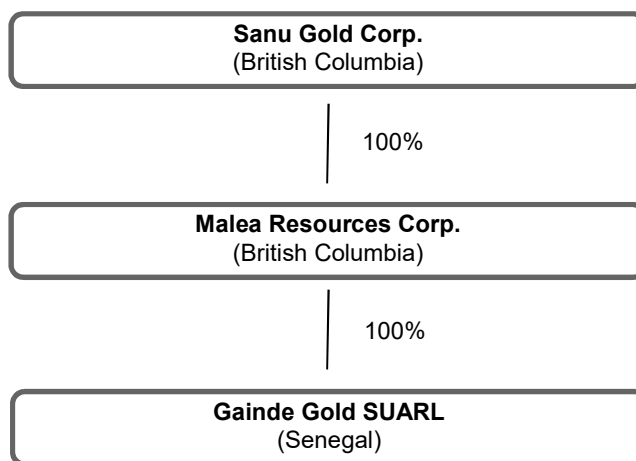 Sanu Gold Corp.
(British Columbia)
100%
Malea Resources Corp.
(British Columbia)
100%
Gainde Gold SUARL
(Senegal)